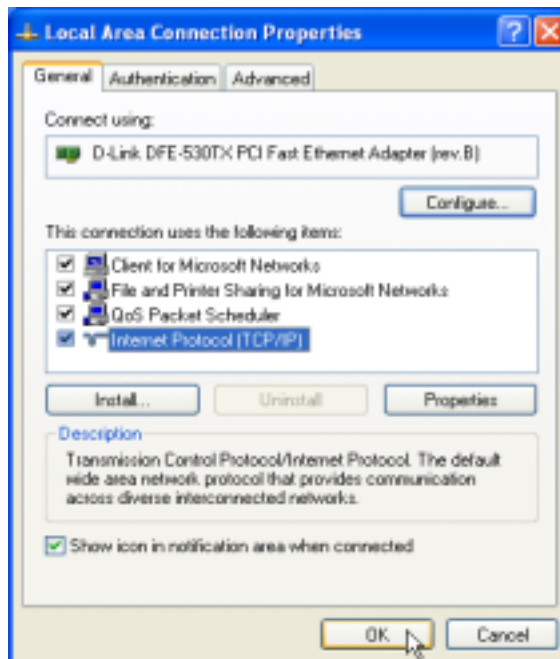 Local Area Connection Properties
General Authentication Advanced
Connect using:
D-Link DFE-530TX PCI Fast Ethernet Adapter (rev.B)
Configure...
This connection uses the following items:
Client for Microsoft Networks
File and Printer Sharing for Microsoft Networks
QoS Packet Scheduler
Internet Protocol (TCP/IP)
Install... Uninstall Properties
Description
Transmission Control Protocol/Internet Protocol. The default
wide area network protocol that provides communication
across diverse interconnected networks.
Show icon in notification area when connected
OK Cancel